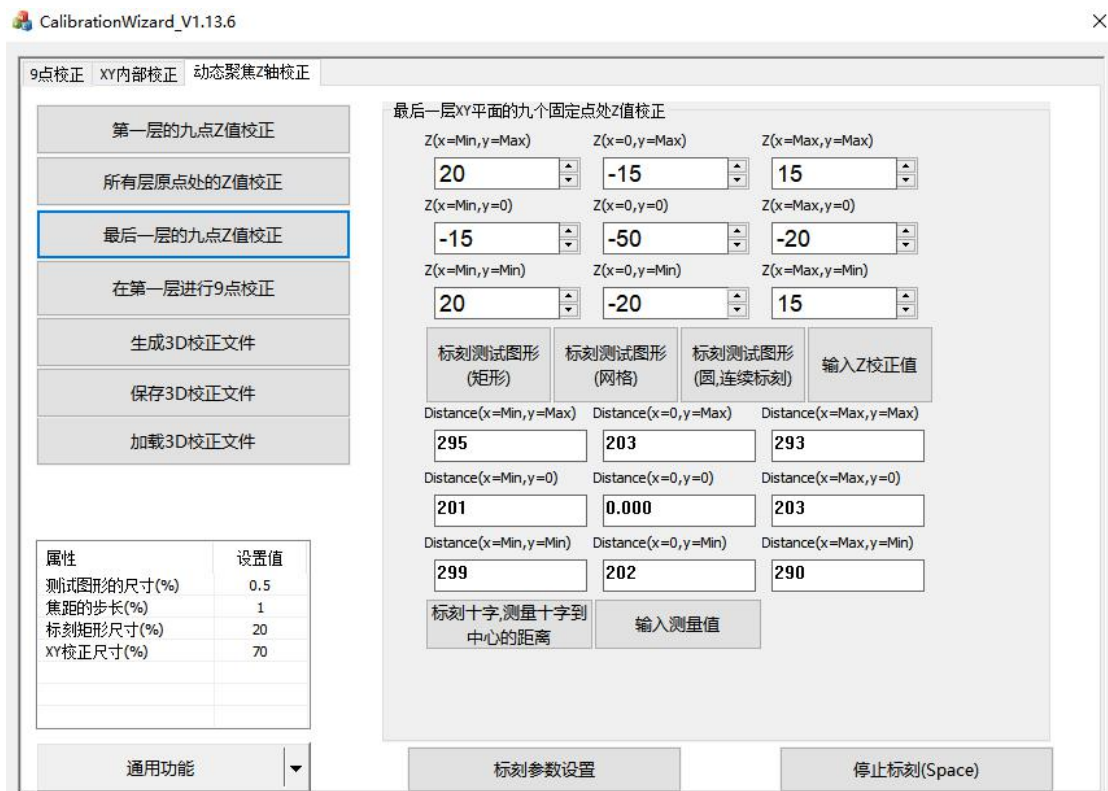 CalibrationWizard_V1.13.6
9点校正 XY内部校正 动态聚焦Z轴校正
第一层的九点Z值校正
所有层原点处的Z值校正
最后一层的九点Z值校正
在第一层进行9点校正
生成3D校正文件
保存3D校正文件
加载3D校正文件
属性 设置值
测试图形的尺寸(%) 0.5
焦距的步长(%) 1
标刻矩形尺寸(%) 20
XY校正尺寸(%) 70
通用功能
最后一层XY平面的九个固定点处Z值校正
Z(x=Min,y=Max) Z(x=0,y=Max) Z(x=Max,y=Max)
20 -15 15
Z(x=Min,y=0) Z(x=0,y=0) Z(x=Max,y=0)
-15 -50 -20
Z(x=Min,y=Min) Z(x=0,y=Min) Z(x=Max,y=Min)
20 -20 15
标刻测试图形 标刻测试图形 标刻测试图形 输入Z校正值
(矩形) (网格) (圆,连续标刻)
Distance(x=Min,y=Max) Distance(x=0,y=Max) Distance(x=Max,y=Max)
295 203 293
Distance(x=Min,y=0) Distance(x=0,y=0) Distance(x=Max,y=0)
201 0.000 203
Distance(x=Min,y=Min) Distance(x=0,y=Min) Distance(x=Max,y=Min)
299 202 290
标刻十字,测量十字到 输入测量值
中心的距离
标刻参数设置 停止标刻(Space)